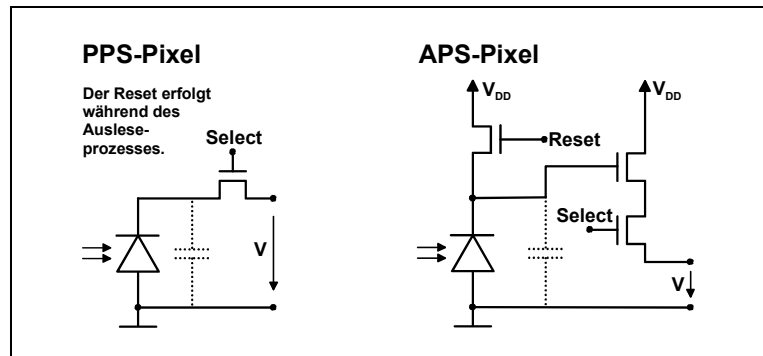 PPS-Pixel
Der Reset erfolgt
während des
Auslese-
prozesses.
Select
V
APS-Pixel
VDD
VDD
Reset
Select
V